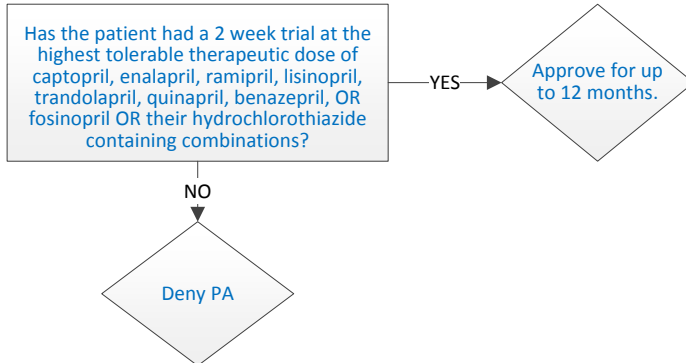 Has the patient had a 2 week trial at the
highest tolerable therapeutic dose of
captopril, enalapril, ramipril, lisinopril,
trandolapril, quinapril, benazepril, OR
fosinopril OR their hydrochlorothiazide
containing combinations?
YES
Approve for up
to 12 months.
NO
Deny PA